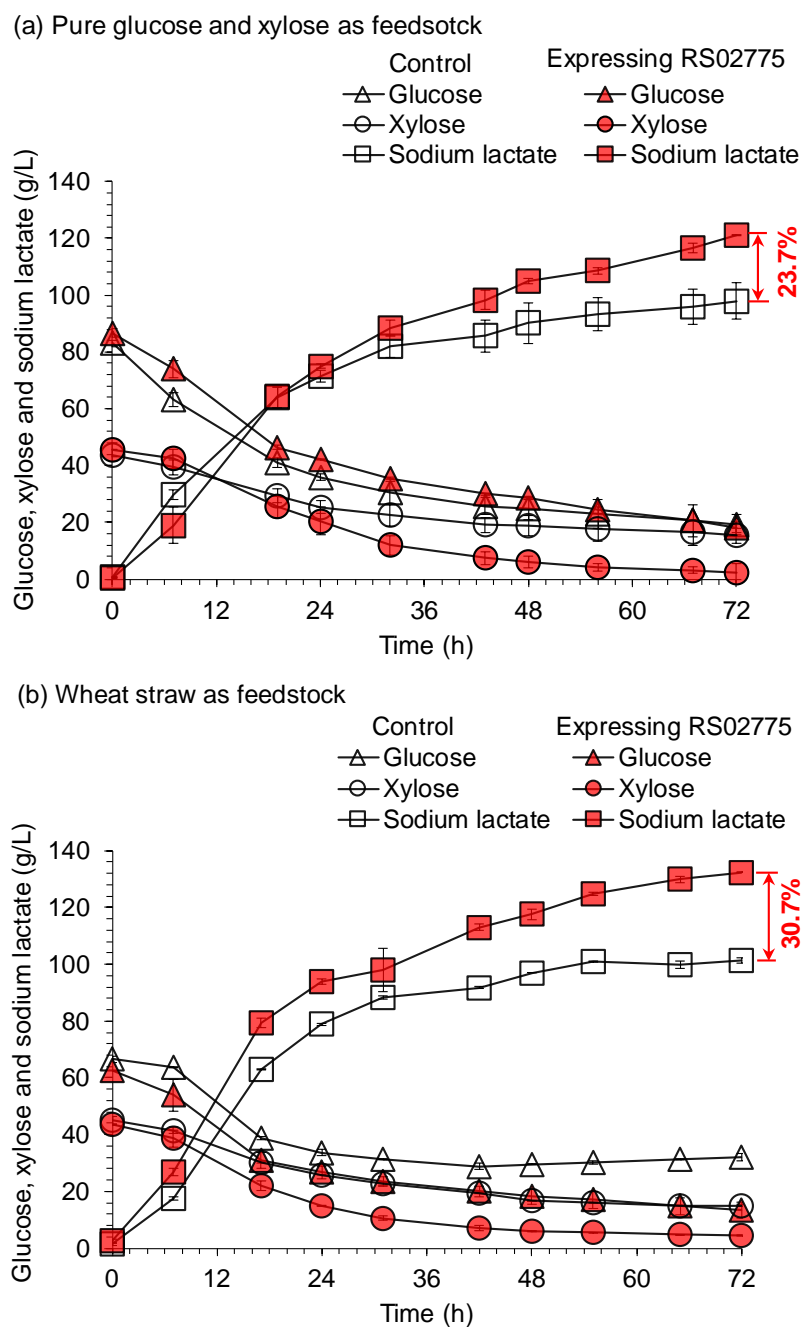 (a) Pure glucose and xylose as feedsotck
Control Expressing RS02775
Glucose Glucose
Xylose Xylose
Sodium lactate Sodium lactate
Glucose, xylose and sodium lactate (g/L)
140
120
100
80
60
40
20
0
23.7%
0 12 24 36 48 60 72
Time (h)
(b) Wheat straw as feedstock
Control Expressing RS02775
Glucose Glucose
Xylose Xylose
Sodium lactate Sodium lactate
Glucose, xylose and sodium lactate (g/L)
140
120
100
80
60
40
20
0
30.7%
0 12 24 36 48 60 72
Time (h)